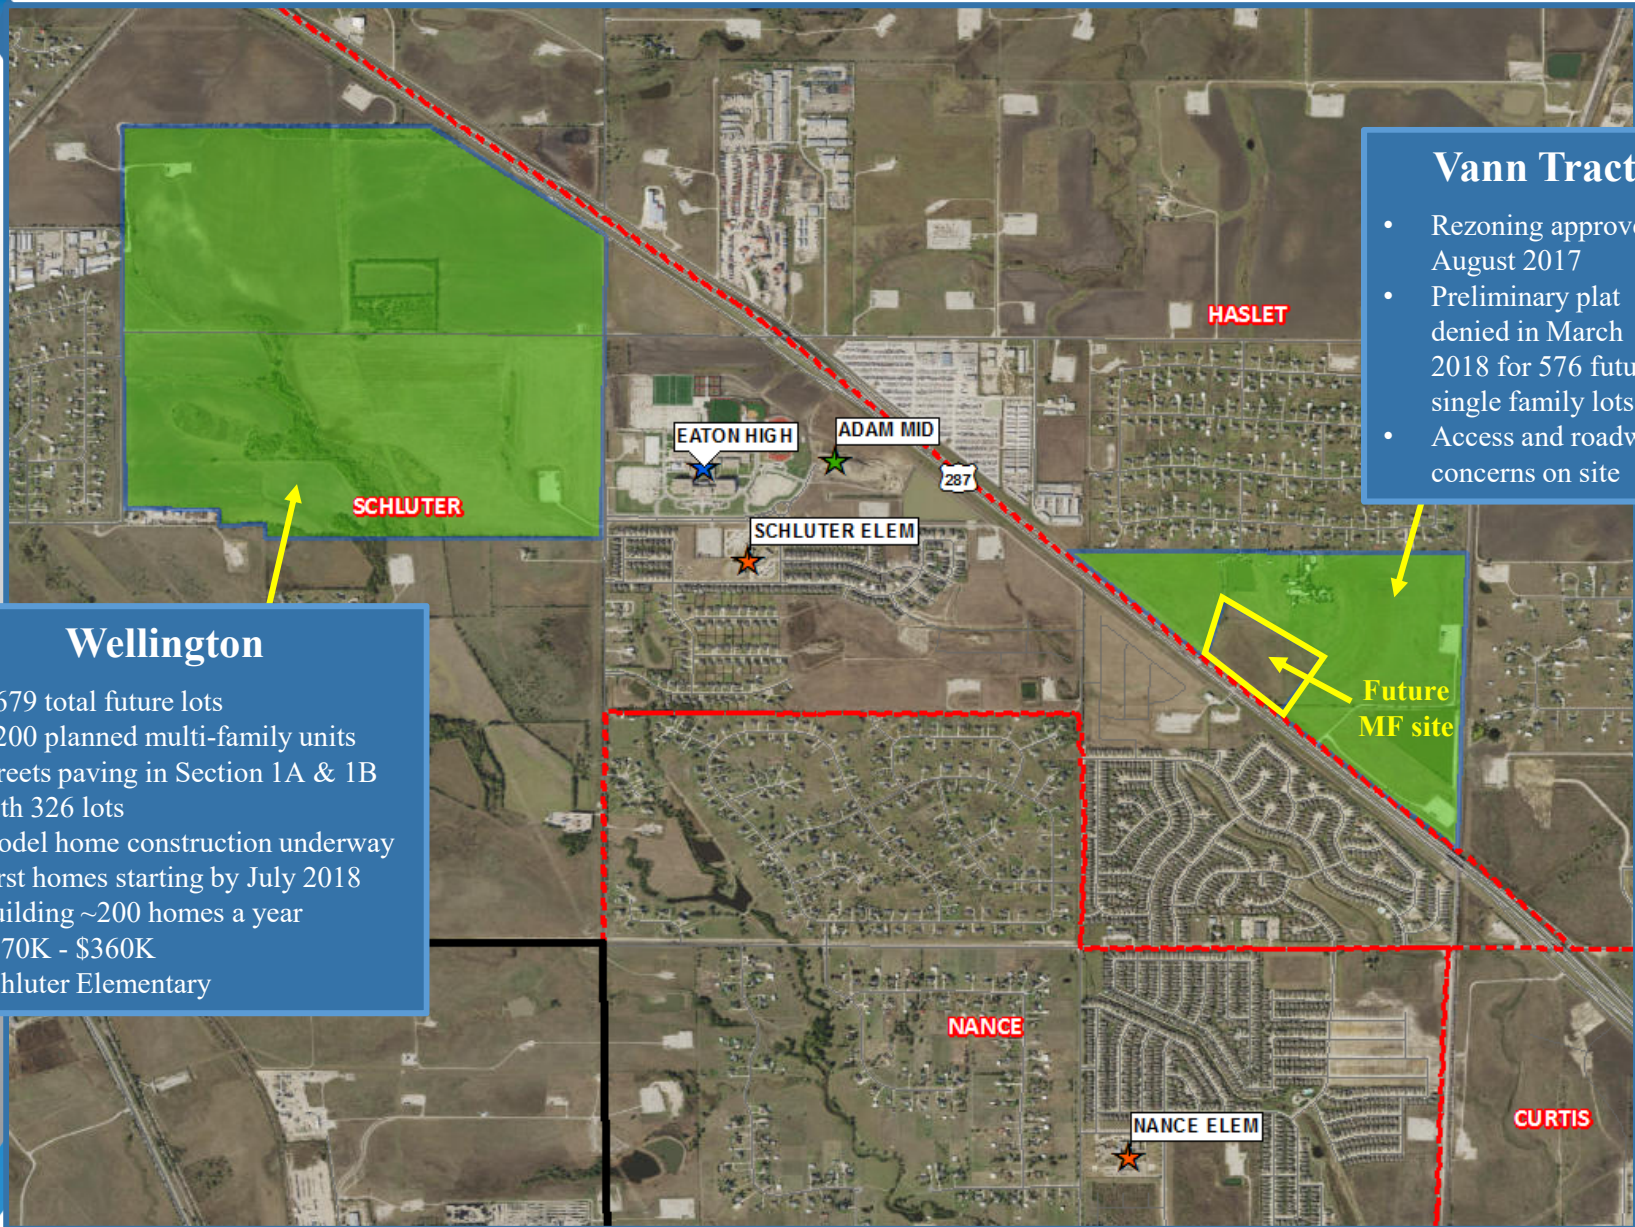 Vann Tract
• Rezoning approve
August 2017
• Preliminary plat
denied in March
2018 for 576 futu
single family lots
• Access and roadw
concerns on site
HASLET
EATON HIGH
ADAM MID
287
SCHLUTER
SCHLUTER ELEM
Wellington
679 total future lots
200 planned multi-family units
reets paving in Section 1A & 1B
th 326 lots
odel home construction underway
rst homes starting by July 2018
uilding ~200 homes a year
70K - $360K
hluter Elementary
Future
MF site
NANCE
NANCE ELEM
CURTIS